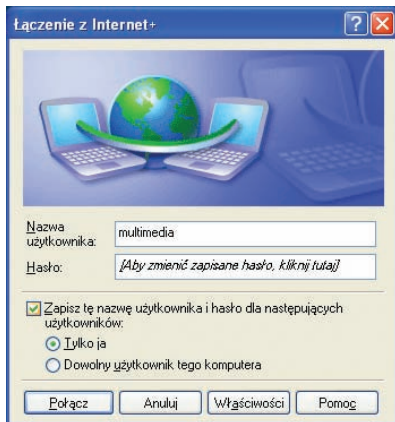 Łączenie z Internet+
Nazwa
użytkownika:
multimedia
Hasło:
[Aby zmienić zapisane hasło, kliknij tutaj]
Zapisz tę nazwę użytkownika i hasło dla następujących
użytkowników:
Tylko ja
Dowolny użytkownik tego komputera
Połącz Anuluj Właściwości Pomoc